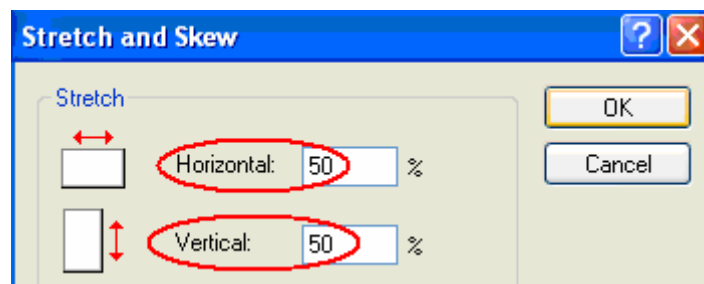 Stretch and Skew
Stretch
Horizontal: 50 %
Vertical: 50 %
OK
Cancel